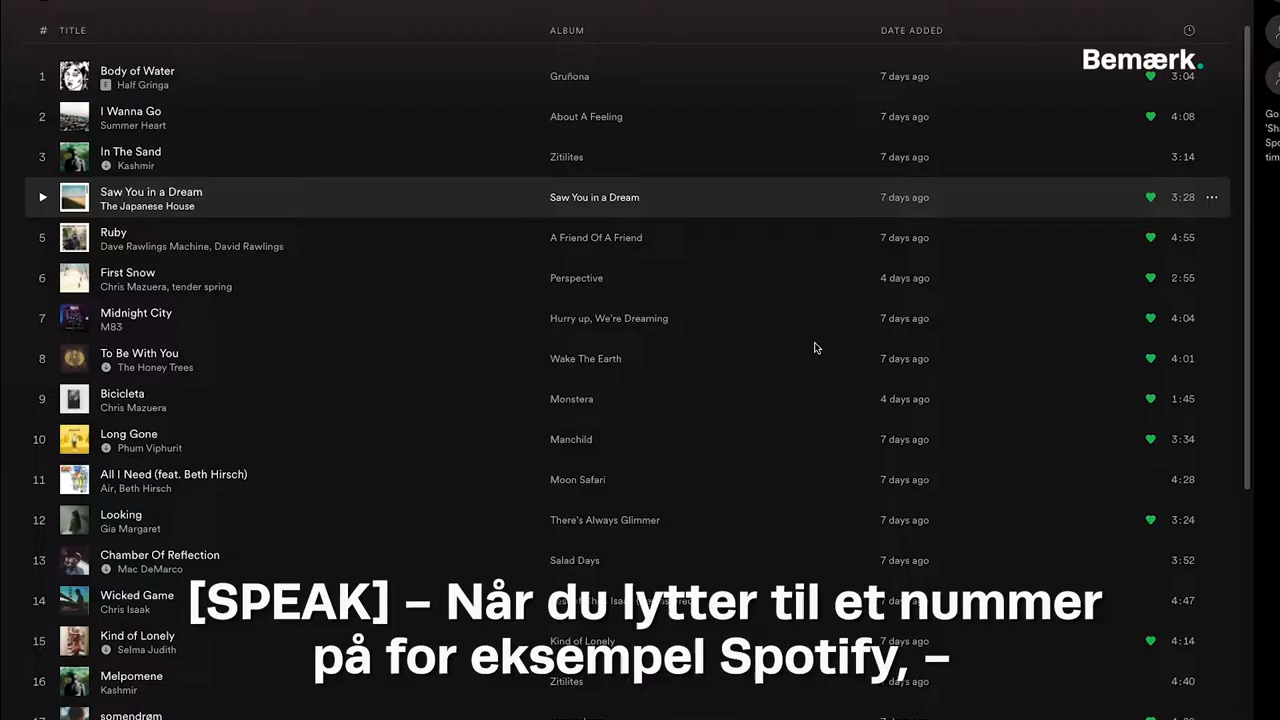 # TITLE ALBUM DATE ADDED
Bemærk.
1 Body of Water Gruñona 7 days ago 3:04
E Half Gringa
2 I Wanna Go About A Feeling 7 days ago 4:08
Summer Heart
3 In The Sand Zitilites 7 days ago 3:14
Kashmir
Saw You in a Dream Saw You in a Dream 7 days ago 3:28 ...
The Japanese House
5 Ruby A Friend Of A Friend 7 days ago 4:55
Dave Rawlings Machine, David Rawlings
6 First Snow Perspective 4 days ago 2:55
Chris Mazuera, tender spring
7 Midnight City Hurry up, We're Dreaming 7 days ago 4:04
M83
8 To Be With You Wake The Earth 7 days ago 4:01
The Honey Trees
9 Bicicleta Monstera 4 days ago 1:45
Chris Mazuera
10 Long Gone Manchild 7 days ago 3:34
Phum Viphurit
11 All I Need (feat. Beth Hirsch) Moon Safari 7 days ago 4:28
Air, Beth Hirsch
12 Looking There's Always Glimmer 7 days ago 3:24
Gia Margaret
13 Chamber Of Reflection Salad Days 7 days ago 3:52
Mac DeMarco
14 Wicked Game 4:47
Chris Isaak
15 Kind of Lonely Kind of Lonely 7 days ago 4:14
Selma Judith
16 Melpomene Zitilites 7 days ago 4:40
Kashmir
somendrøm
Go
'Sh
Spo
tim
[SPEAK] – Når du lytter til et nummer
på for eksempel Spotify, –